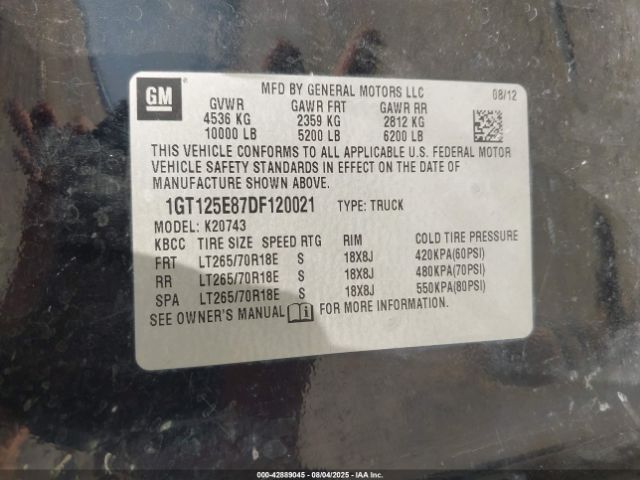 GM
MFD BY GENERAL MOTORS LLC 08/12
GVWR GAWR FRT GAWR RR
4536 KG 2359 KG 2812 KG
10000 LB 5200 LB 6200 LB
THIS VEHICLE CONFORMS TO ALL APPLICABLE U.S. FEDERAL MOTOR
VEHICLE SAFETY STANDARDS IN EFFECT ON THE DATE OF
MANUFACTURE SHOWN ABOVE.
1GT125E87DF120021 TYPE: TRUCK
MODEL: K20743
KBCC TIRE SIZE SPEED RTG RIM COLD TIRE PRESSURE
FRT LT265/70R18E S 18X8J 420KPA(60PSI)
RR LT265/70R18E S 18X8J 480KPA(70PSI)
SPA LT265/70R18E S 18X8J 550KPA(80PSI)
SEE OWNER'S MANUAL FOR MORE INFORMATION.
000-42889045 - 08/04/2025 - IAA Inc.